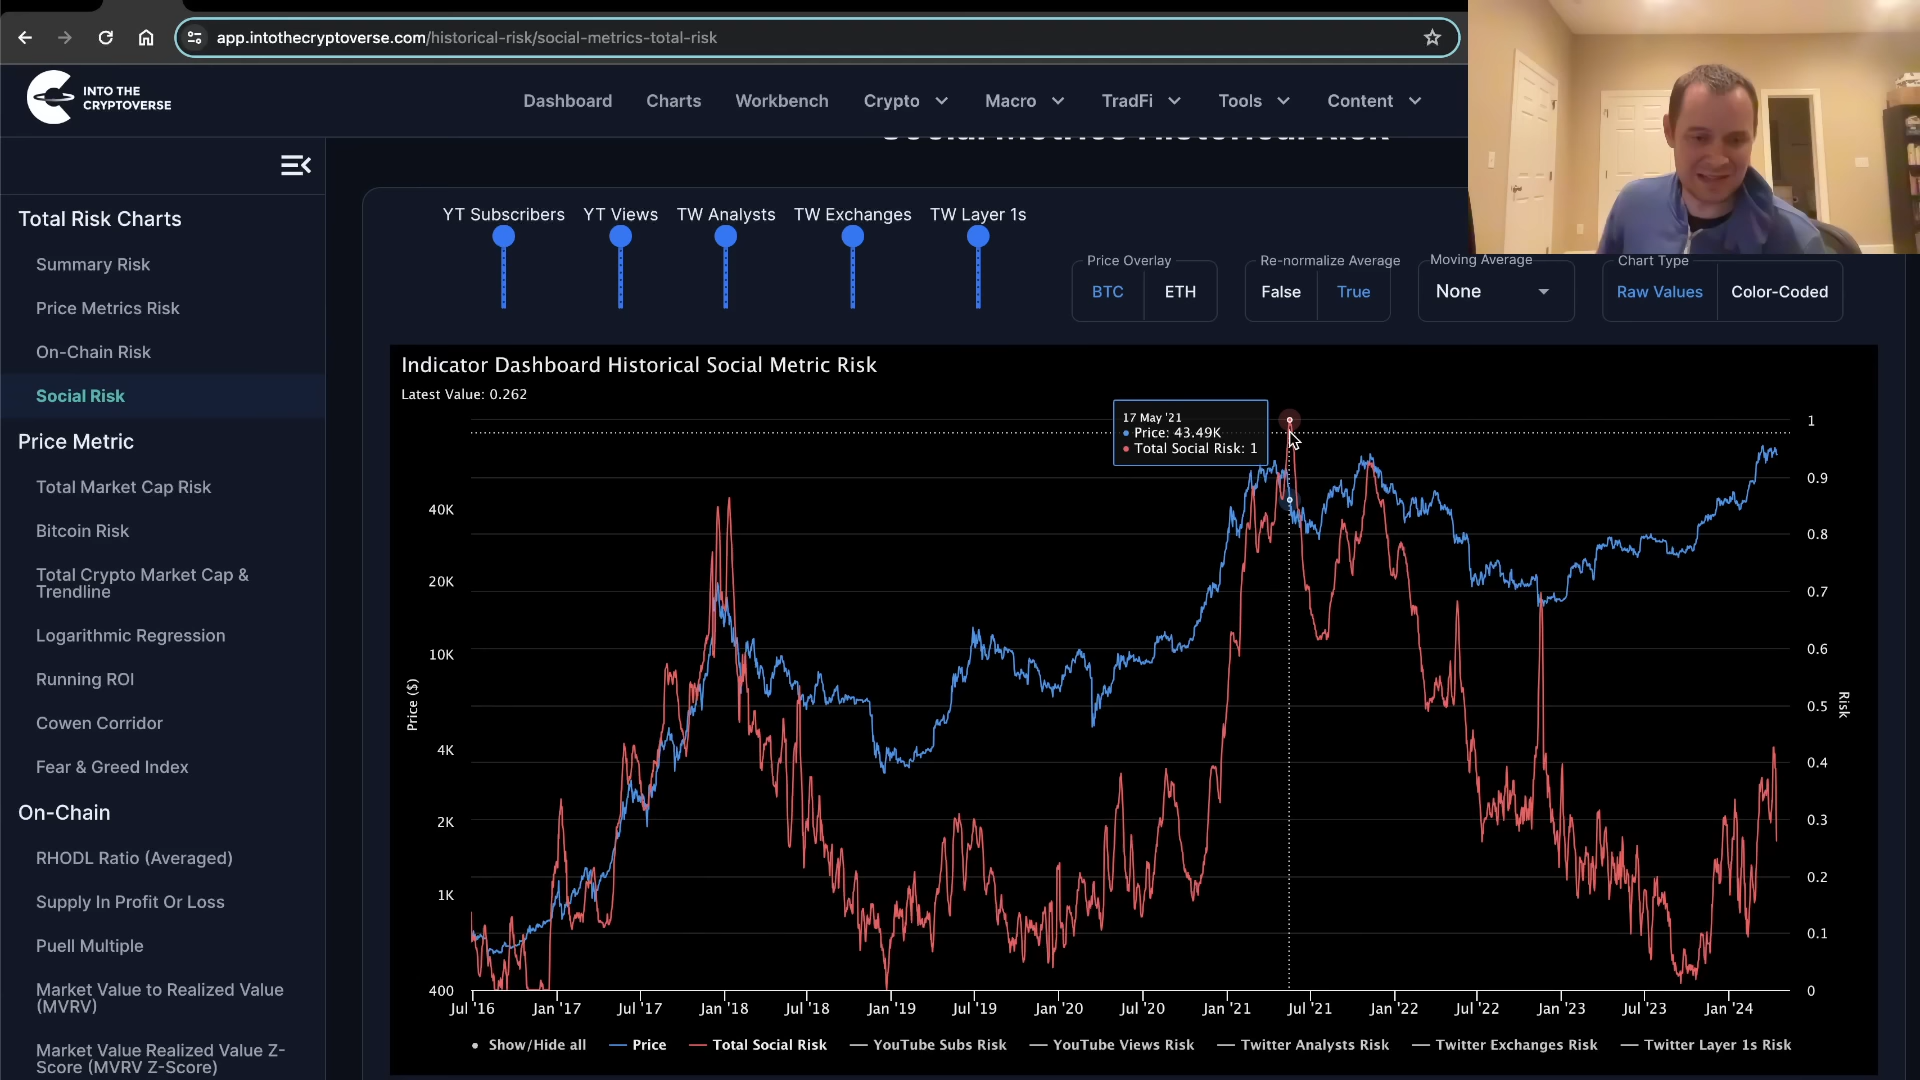 app.intothecryptoverse.com/historical-risk/social-metrics-total-risk
INTO THE
CRYPTOVERSE
Dashboard
Charts
Workbench
Crypto
Macro
TradFi
Tools
Content
Social Metrics Historical Risk
Total Risk Charts
Summary Risk
Price Metrics Risk
On-Chain Risk
Social Risk
Price Metric
Total Market Cap Risk
Bitcoin Risk
Total Crypto Market Cap &
Trendline
Logarithmic Regression
Running ROI
Cowen Corridor
Fear & Greed Index
On-Chain
RHODL Ratio (Averaged)
Supply In Profit Or Loss
Puell Multiple
Market Value to Realized Value
(MVRV)
Market Value Realized Value Z-
Score (MVRV Z-Score)
YT Subscribers
YT Views
TW Analysts
TW Exchanges
TW Layer 1s
Price Overlay
BTC
ETH
Re-normalize Average
False
True
Moving Average
None
Chart Type
Raw Values
Color-Coded
Indicator Dashboard Historical Social Metric Risk
Latest Value: 0.262
17 May '21
Price: 43.49K
Total Social Risk: 1
40K
20K
10K
4K
2K
1K
400
Price ($)
1
0.9
0.8
0.7
0.6
0.5
0.4
0.3
0.2
0.1
0
Risk
Jul '16
Jan '17
Jul '17
Jan '18
Jul '18
Jan '19
Jul '19
Jan '20
Jul '20
Jan '21
Jul '21
Jan '22
Jul '22
Jan '23
Jul '23
Jan '24
Show/Hide all
Price
Total Social Risk
YouTube Subs Risk
YouTube Views Risk
Twitter Analysts Risk
Twitter Exchanges Risk
Twitter Layer 1s Risk